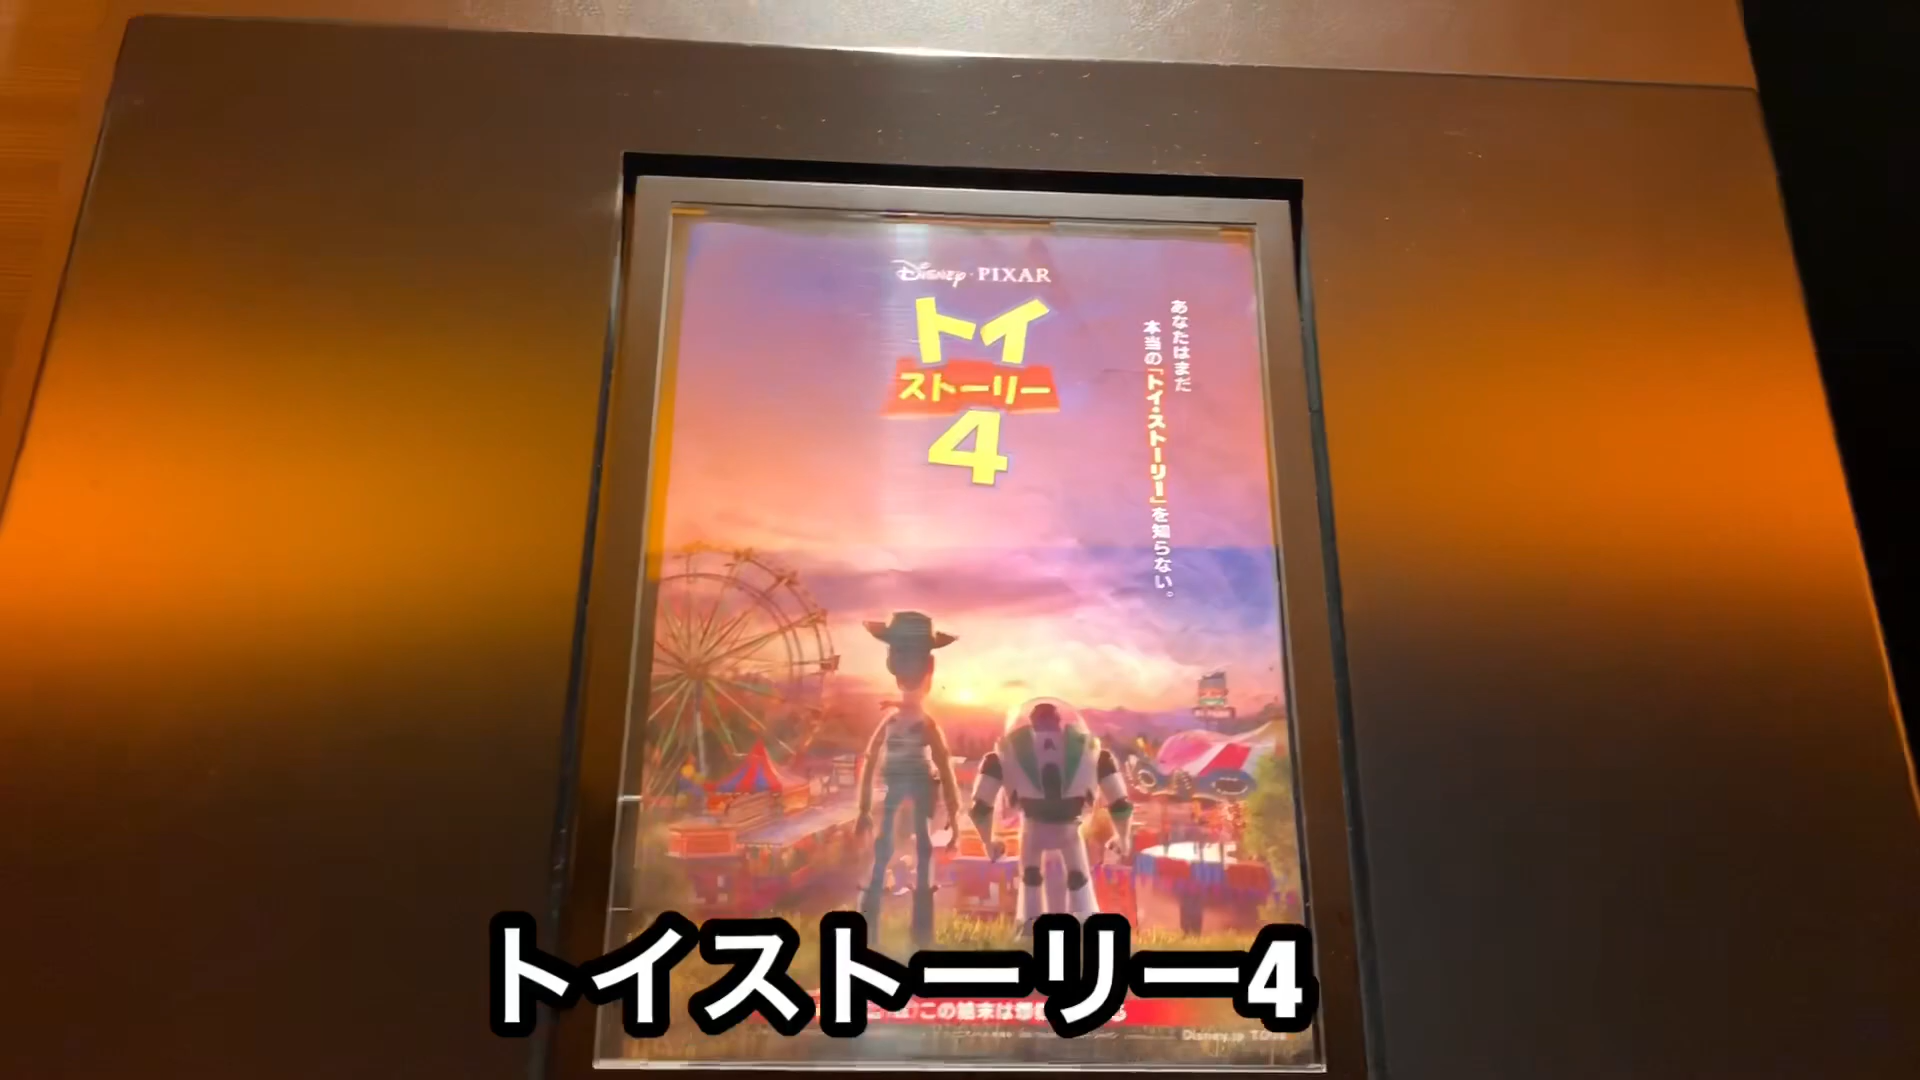 Disney・PIXAR
トイ
ストーリー
4
あなたはまだ
本当の「トイ・ストーリー」を知らない。
トイストーリー4
この結末は
Disney.jp